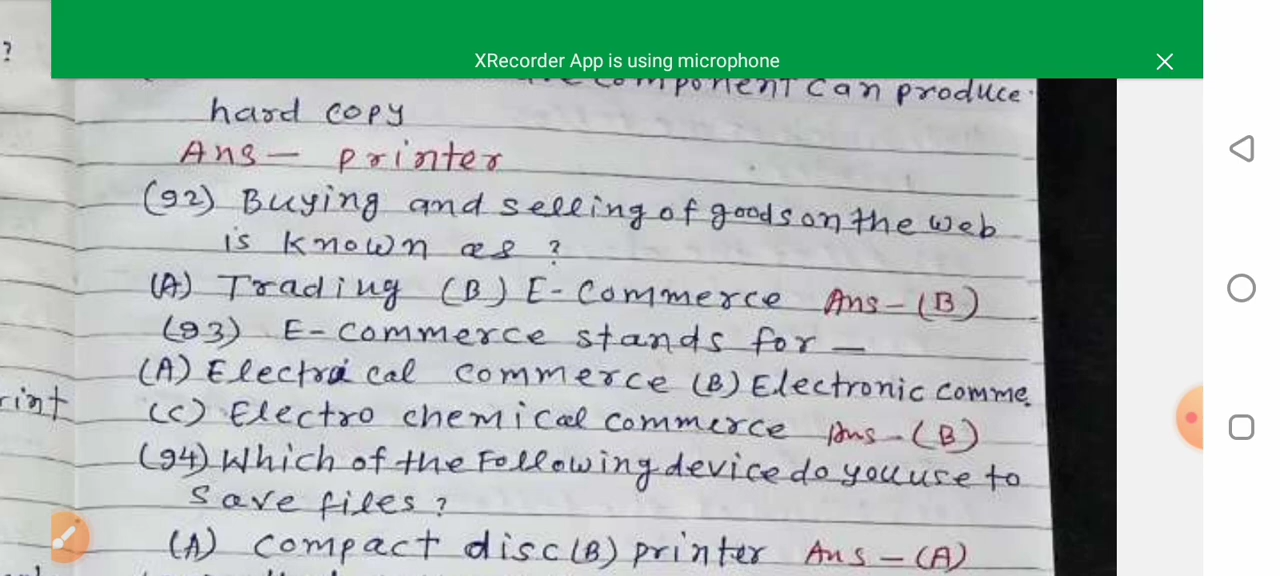 ?
XRecorder App is using microphone
component can produce
hard copy
Ans - printer
(92) Buying and selling of goods on the web
is known as ?
(A) Trading (B) E-Commerce Ans-(B)
(93) E-commerce stands for —
(A) Electrical commerce (B) Electronic comme
rint
(C) Electro chemical commerce Ans-(B)
(94) Which of the Following device do you use to
save files ?
(A) compact disc (B) printer Ans-(A)